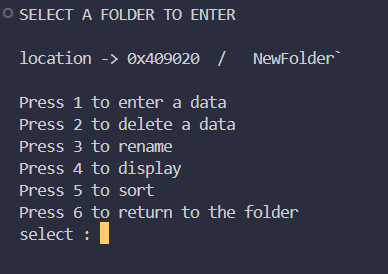 SELECT A FOLDER TO ENTER
location -> 0x409020  /   NewFolder`
Press 1 to enter a data
Press 2 to delete a data
Press 3 to rename
Press 4 to display
Press 5 to sort
Press 6 to return to the folder
select :